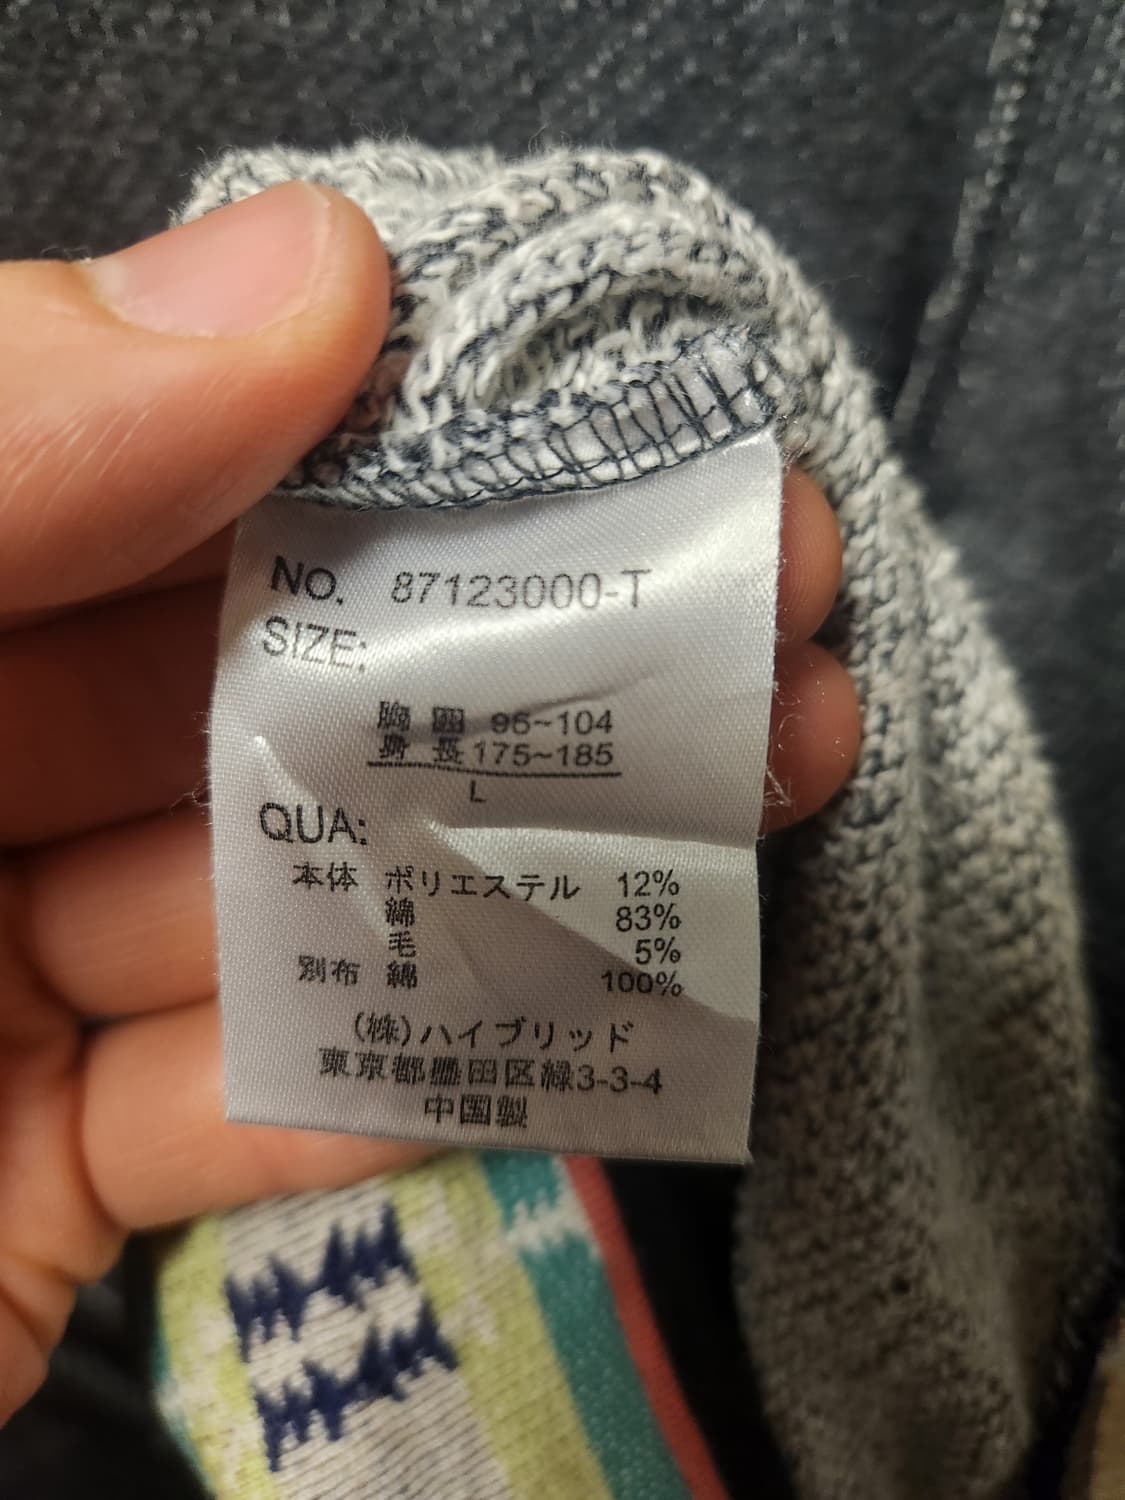 NO. 87123000-T
SIZE:
胸 囲 96~104
身 長 175~185
L
QUA:
本体 ポリエステル 12%
綿 83%
毛 5%
別布 綿 100%
(株)ハイブリッド
東京都墨田区緑3-3-4
中国製